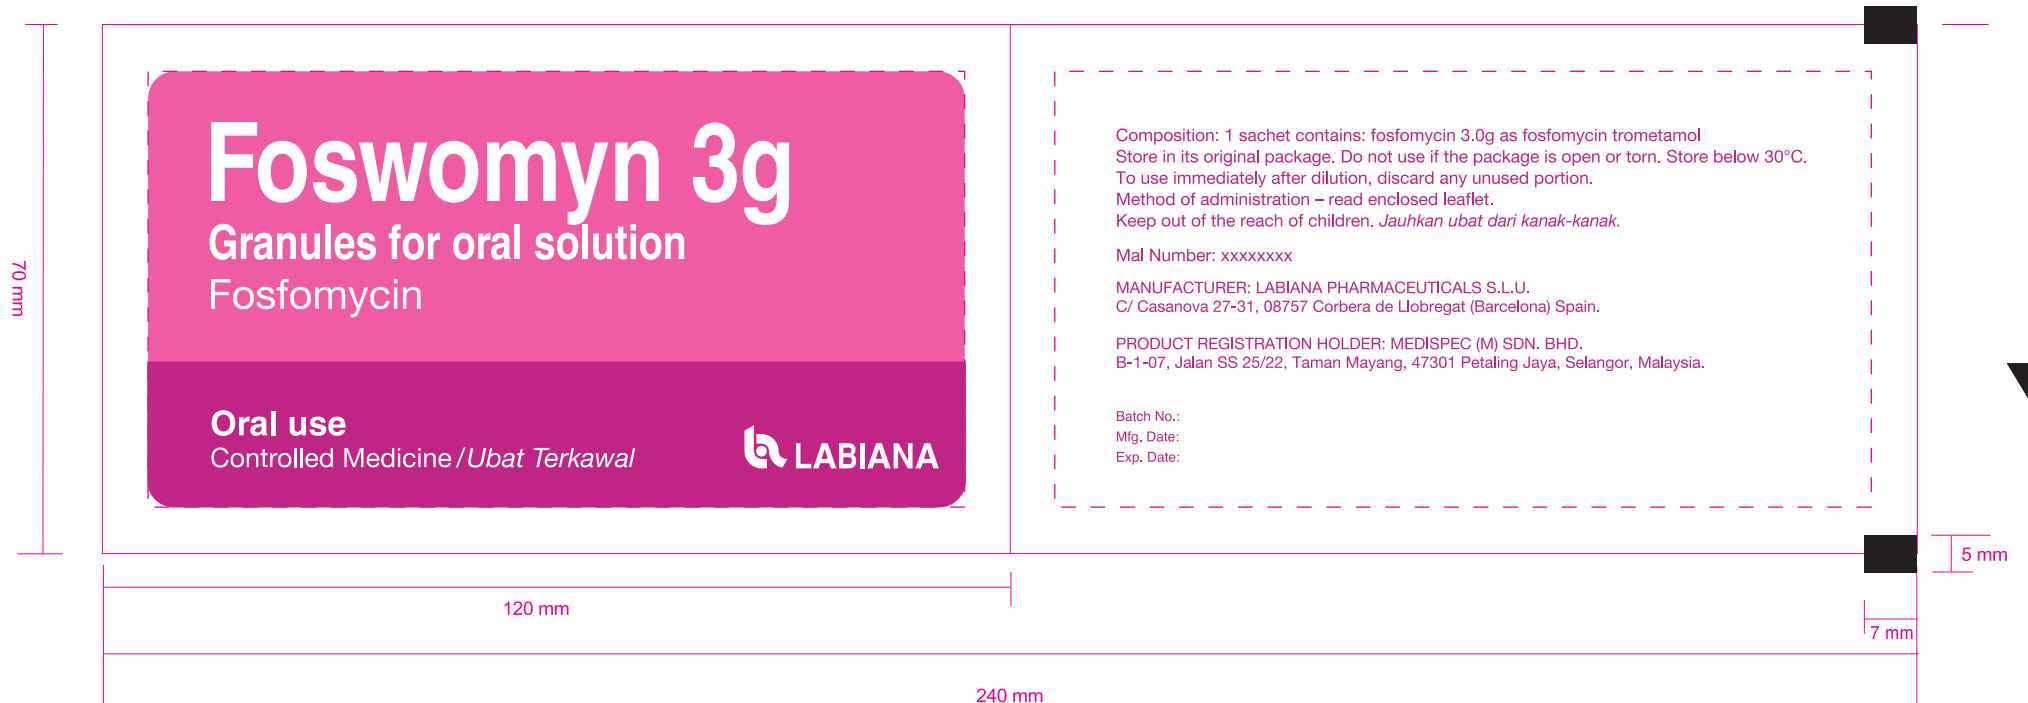 Foswomyn 3g
Granules for oral solution
Fosfomycin
Oral use
Controlled Medicine/Ubat Terkawal
LABIANA
Composition: 1 sachet contains: fosfomycin 3.0g as fosfomycin trometamol
Store in its original package. Do not use if the package is open or torn. Store below 30°C.
To use immediately after dilution, discard any unused portion.
Method of administration – read enclosed leaflet.
Keep out of the reach of children. Jauhkan ubat dari kanak-kanak.
Mal Number: xxxxxxxx
MANUFACTURER: LABIANA PHARMACEUTICALS S.L.U.
C/ Casanova 27-31, 08757 Corbera de Llobregat (Barcelona) Spain.
PRODUCT REGISTRATION HOLDER: MEDISPEC (M) SDN. BHD.
B-1-07, Jalan SS 25/22, Taman Mayang, 47301 Petaling Jaya, Selangor, Malaysia.
Batch No.:
Mfg. Date:
Exp. Date:
70 mm
5 mm
120 mm
7 mm
240 mm